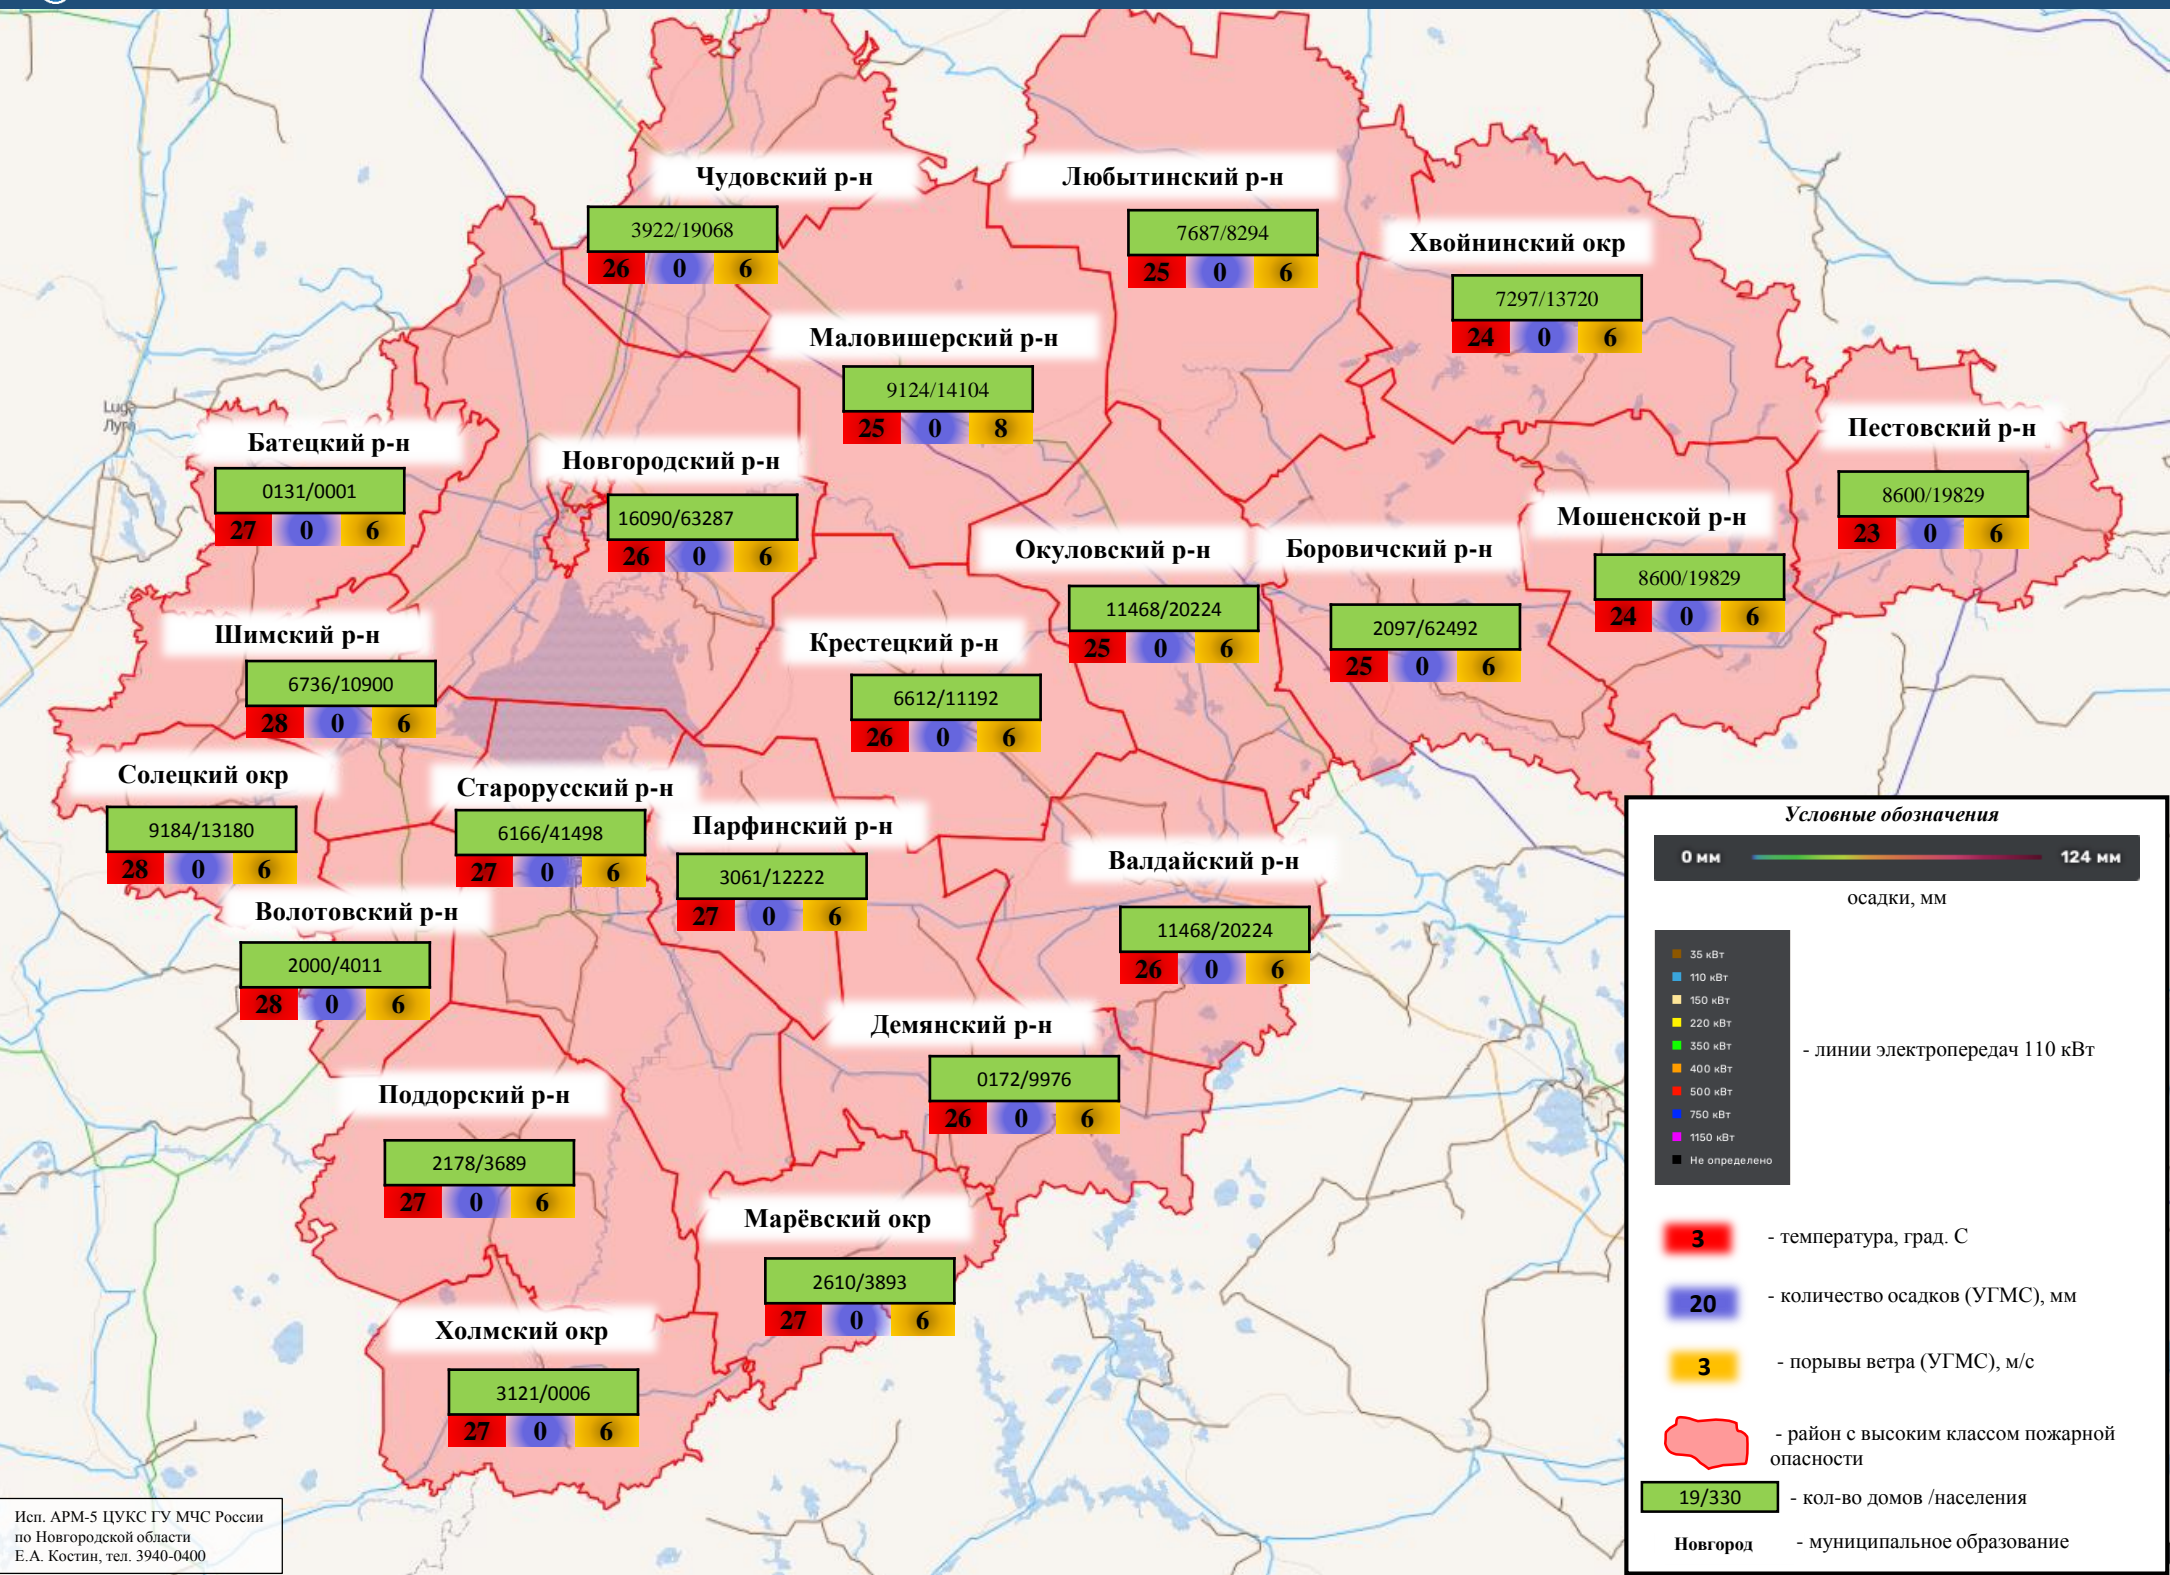 Чудовский р-н
3922/19068
26 0 6
Любытинский р-н
7687/8294
25 0 6
Хвойнинский окр
7297/13720
24 0 6
Маловишерский р-н
9124/14104
25 0 8
Luga
Луга
Батецкий р-н
0131/0001
27 0 6
Новгородский р-н
16090/63287
26 0 6
Пестовский р-н
8600/19829
23 0 6
Мошенской р-н
8600/19829
24 0 6
Окуловский р-н
11468/20224
25 0 6
Боровичский р-н
2097/62492
25 0 6
Шимский р-н
6736/10900
28 0 6
Крестецкий р-н
6612/11192
26 0 6
Солецкий окр
9184/13180
28 0 6
Старорусский р-н
6166/41498
27 0 6
Парфинский р-н
3061/12222
27 0 6
Валдайский р-н
11468/20224
26 0 6
Волотовский р-н
2000/4011
28 0 6
Демянский р-н
0172/9976
26 0 6
Поддорский р-н
2178/3689
27 0 6
Марёвский окр
2610/3893
27 0 6
Холмский окр
3121/0006
27 0 6
Условные обозначения
0 мм 124 мм
осадки, мм
35 кВт
110 кВт
150 кВт
220 кВт
350 кВт
400 кВт
500 кВт
750 кВт
1150 кВт
Не определено
- линии электропередач 110 кВт
3 - температура, град. С
20 - количество осадков (УГМС), мм
3 - порывы ветра (УГМС), м/с
- район с высоким классом пожарной
опасности
19/330 - кол-во домов /населения
Новгород - муниципальное образование
Исп. АРМ-5 ЦУКС ГУ МЧС России
по Новгородской области
Е.А. Костин, тел. 3940-0400